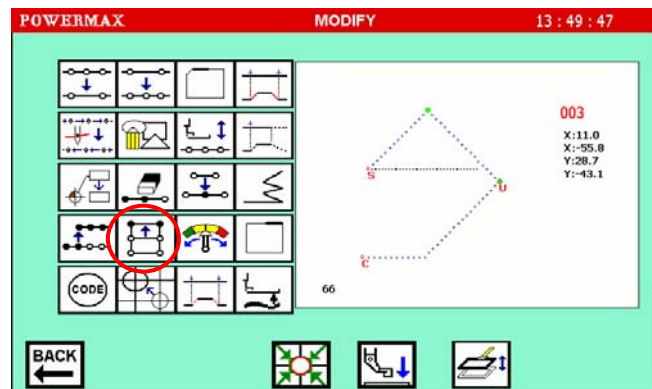 POWERMAX MODIFY 13 : 49 : 47
003
X:11.0
X:-55.8
Y:28.7
Y:-43.1
S
U
C
CODE
66
BACK